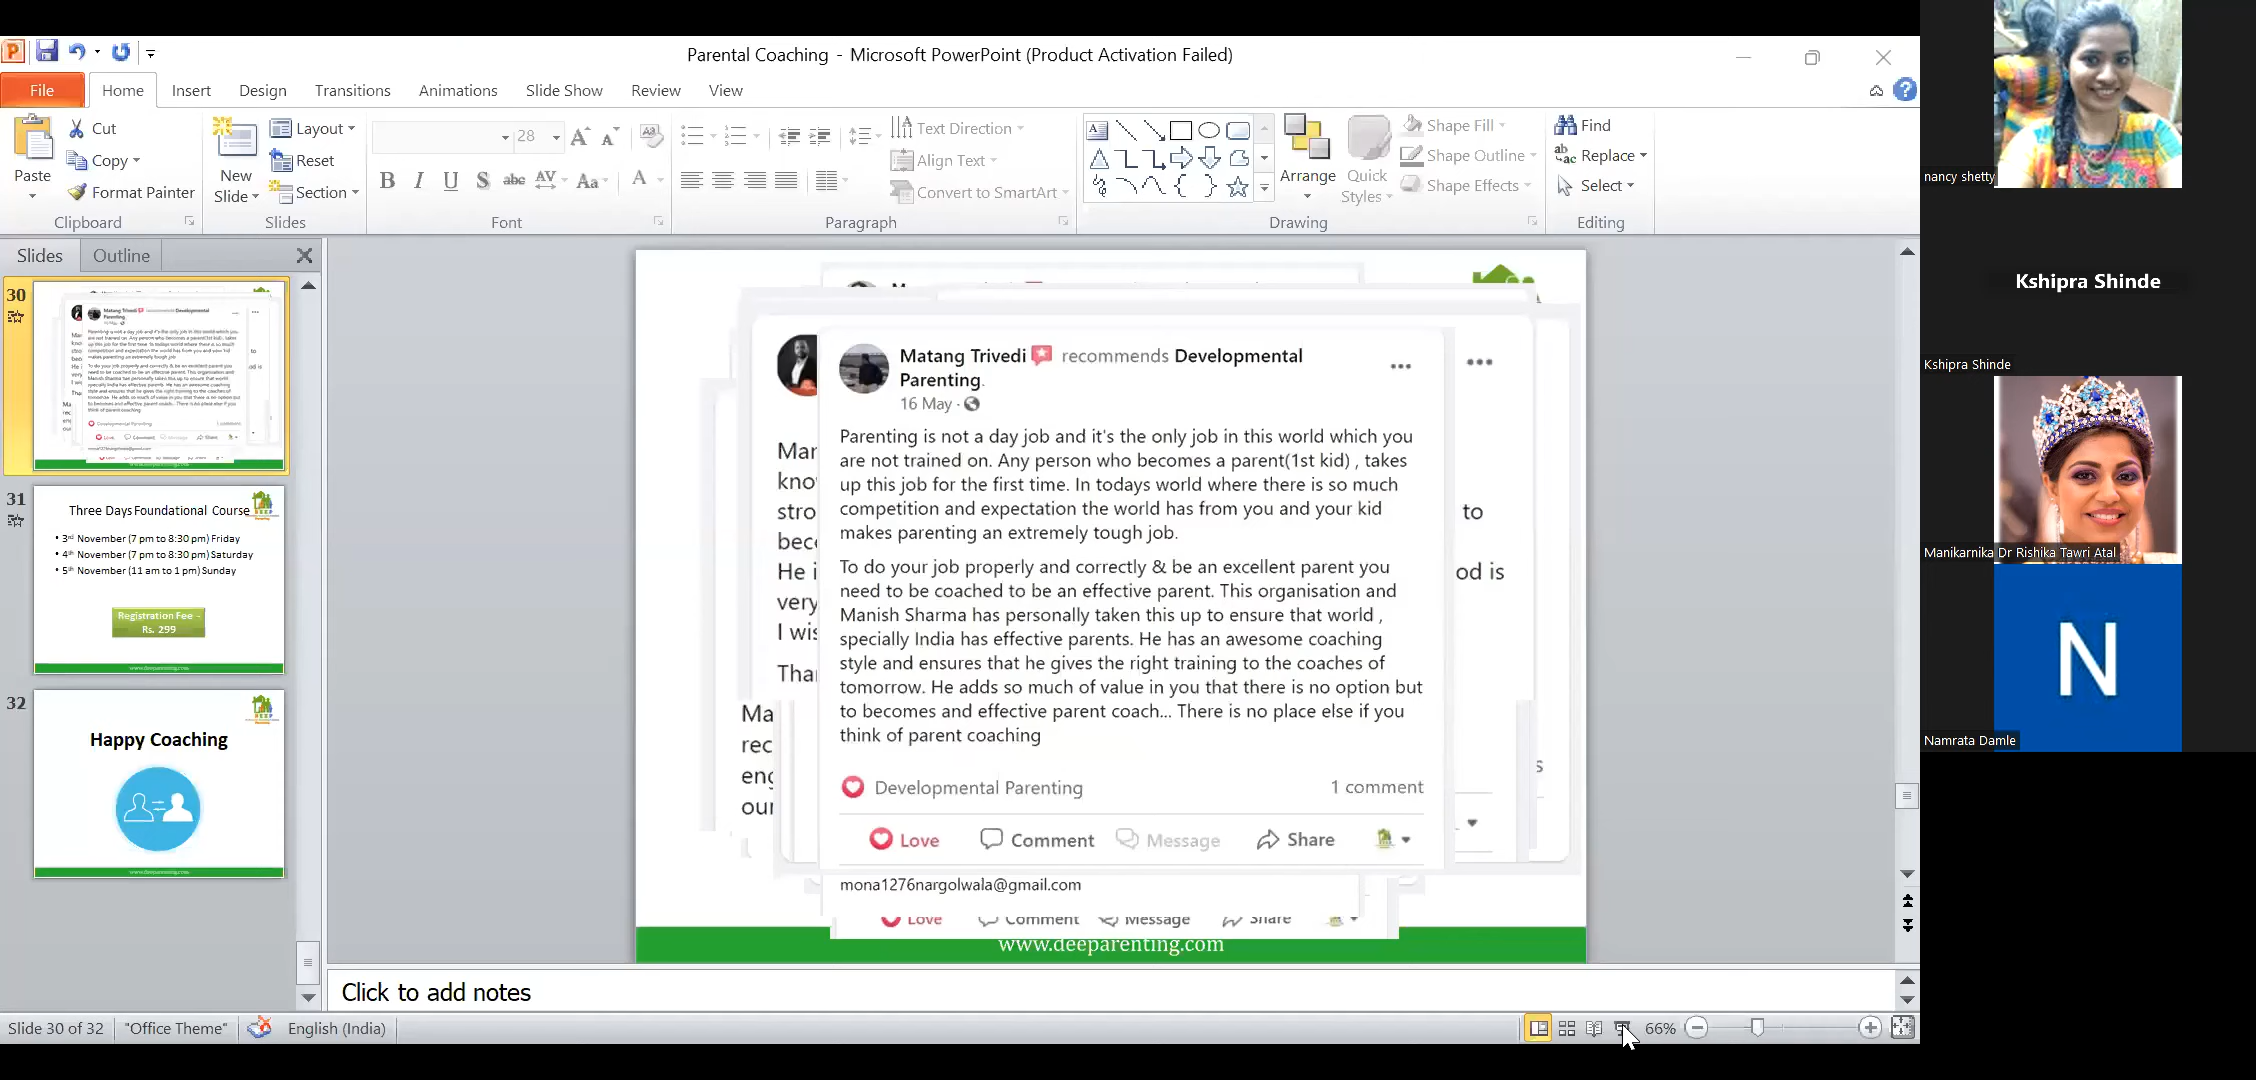 Parental Coaching - Microsoft PowerPoint (Product Activation Failed)
File Home Insert Design Transitions Animations Slide Show Review View
Paste
Cut
Copy
Format Painter
Clipboard
New Slide
Layout
Reset
Section
Slides
28
Font
Text Direction
Align Text
Convert to SmartArt
Paragraph
Arrange
Quick Styles
Shape Fill
Shape Outline
Shape Effects
Drawing
Find
Replace
Select
Editing
Slides Outline
30
31
Three Days Foundational Course
• 3rd November (7 pm to 8:30 pm) Friday
• 4th November (7 pm to 8:30 pm) Saturday
• 5th November (11 am to 1 pm) Sunday
Registration Fee -
Rs. 299
www.deeparenting.com
32
Happy Coaching
www.deeparenting.com
Matang Trivedi recommends Developmental
Parenting.
16 May ·
Parenting is not a day job and it's the only job in this world which you
are not trained on. Any person who becomes a parent(1st kid) , takes
up this job for the first time. In todays world where there is so much
competition and expectation the world has from you and your kid
makes parenting an extremely tough job.
To do your job properly and correctly & be an excellent parent you
need to be coached to be an effective parent. This organisation and
Manish Sharma has personally taken this up to ensure that world ,
specially India has effective parents. He has an awesome coaching
style and ensures that he gives the right training to the coaches of
tomorrow. He adds so much of value in you that there is no option but
to becomes and effective parent coach... There is no place else if you
think of parent coaching
Developmental Parenting 1 comment
Love Comment Message Share
mona1276nargolwala@gmail.com
Love Comment Message Share
www.deeparenting.com
Click to add notes
Slide 30 of 32 "Office Theme" English (India) 66%
nancy shetty
Kshipra Shinde
Kshipra Shinde
Manikarnika Dr Rishika Tawri Atal
N
Namrata Damle